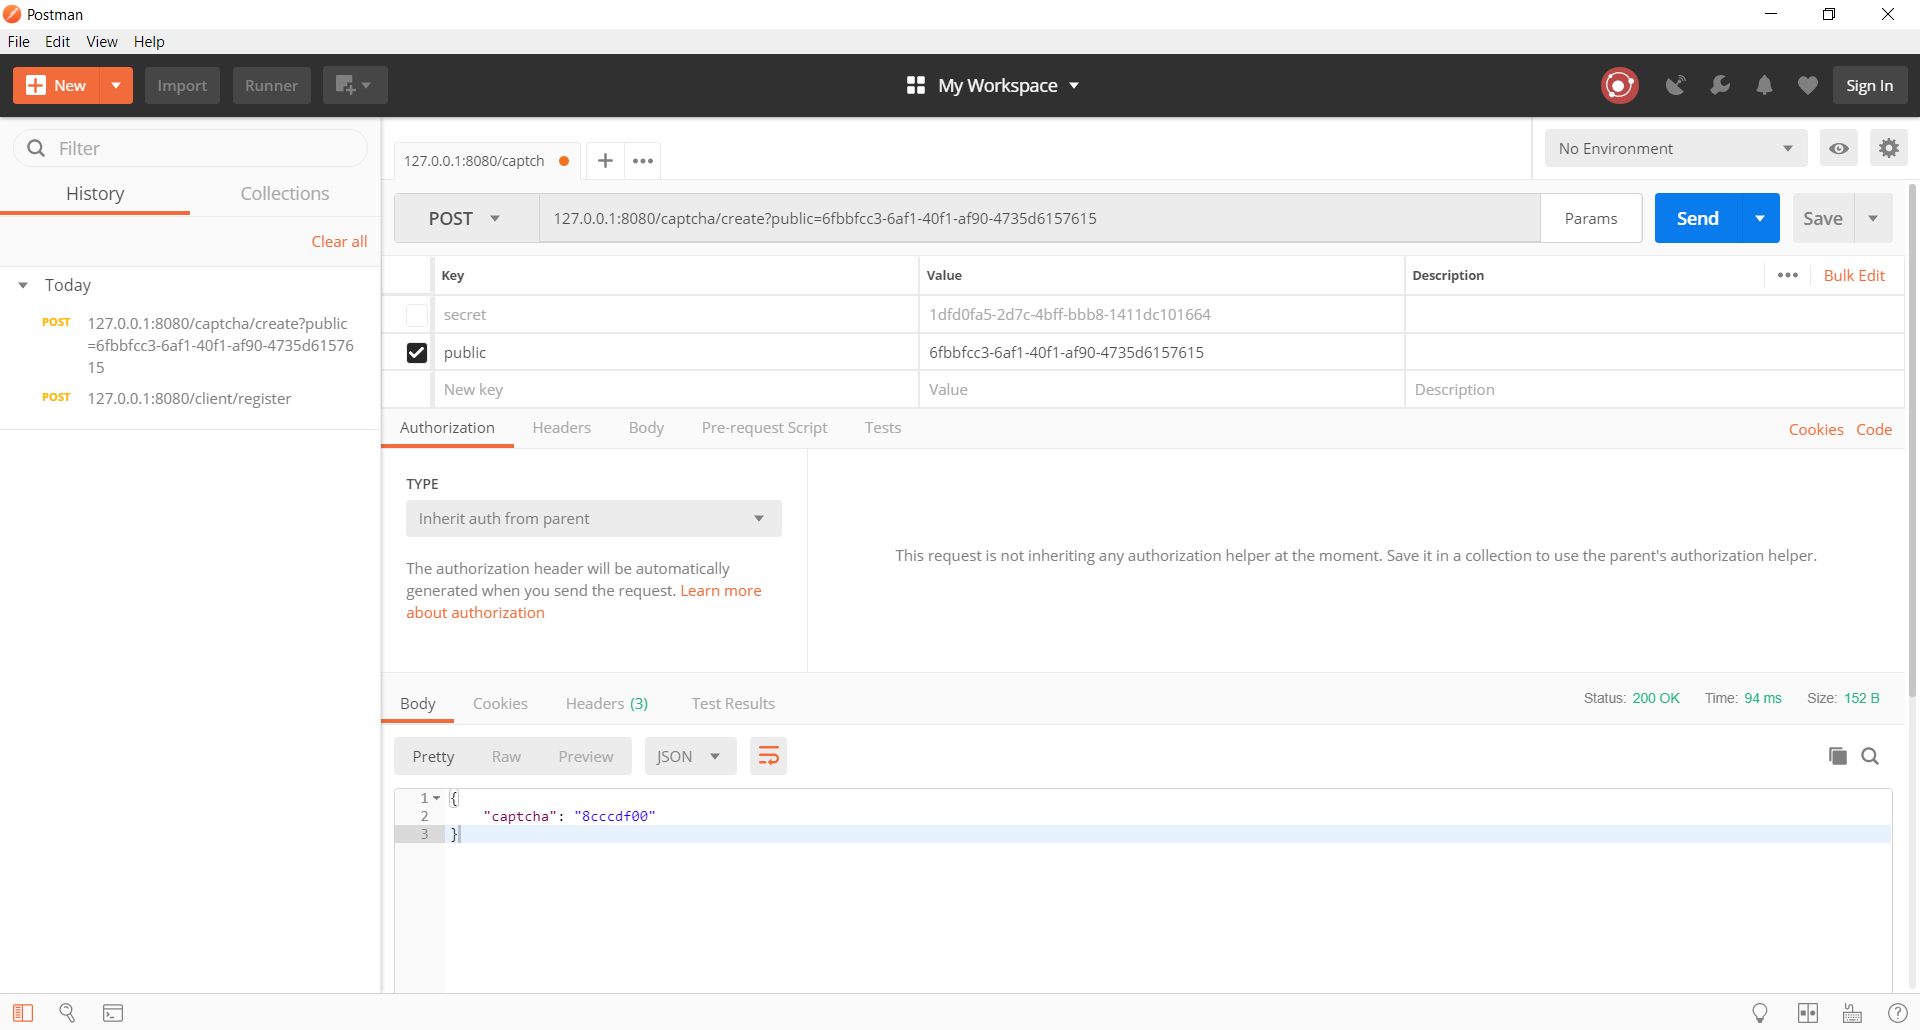 Postman
File Edit View Help
New Import Runner My Workspace Sign In
Filter
History Collections
Clear all
Today
POST 127.0.0.1:8080/captcha/create?public
=6fbbfcc3-6af1-40f1-af90-4735d61576
15
POST 127.0.0.1:8080/client/register
127.0.0.1:8080/captch
No Environment
POST 127.0.0.1:8080/captcha/create?public=6fbbfcc3-6af1-40f1-af90-4735d6157615 Params Send Save
Key Value Description Bulk Edit
secret 1dfd0fa5-2d7c-4bff-bbb8-1411dc101664
public 6fbbfcc3-6af1-40f1-af90-4735d6157615
New key Value Description
Authorization Headers Body Pre-request Script Tests Cookies Code
TYPE
Inherit auth from parent
The authorization header will be automatically
generated when you send the request. Learn more
about authorization
This request is not inheriting any authorization helper at the moment. Save it in a collection to use the parent's authorization helper.
Body Cookies Headers (3) Test Results Status: 200 OK Time: 94 ms Size: 152 B
Pretty Raw Preview JSON
1 {
2 "captcha": "8cccdf00"
3 }